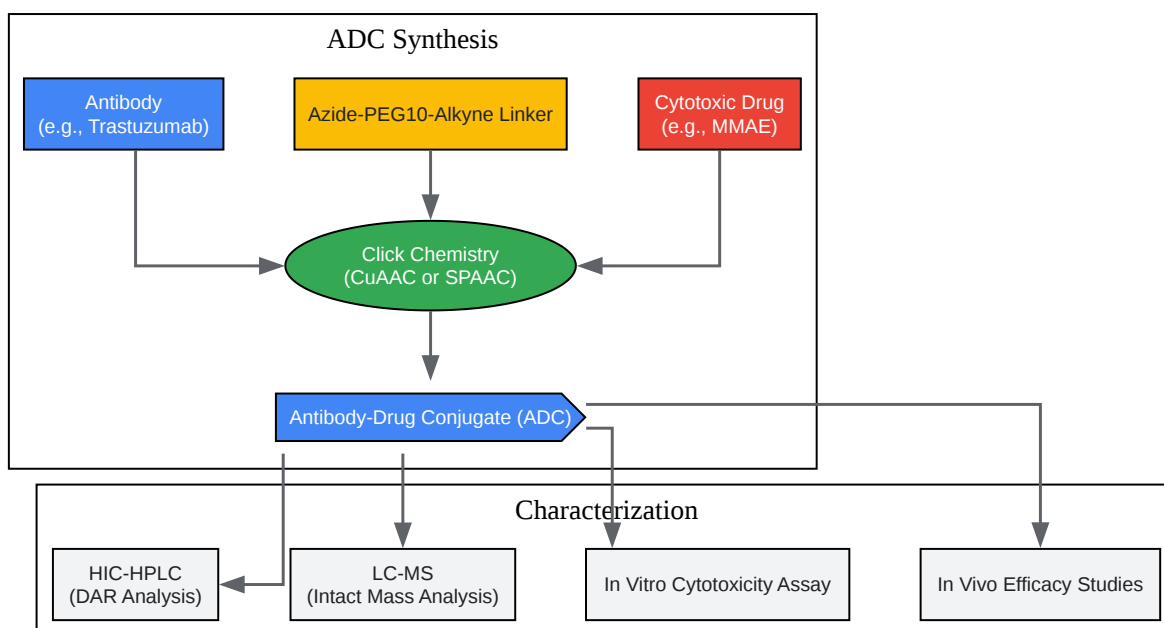 ADC Synthesis
Antibody
(e.g., Trastuzumab)
Azide-PEG10-Alkyne Linker
Cytotoxic Drug
(e.g., MMAE)
Click Chemistry
(CuAAC or SPAAC)
Antibody-Drug Conjugate (ADC)
Characterization
HIC-HPLC
(DAR Analysis)
LC-MS
(Intact Mass Analysis)
In Vitro Cytotoxicity Assay
In Vivo Efficacy Studies